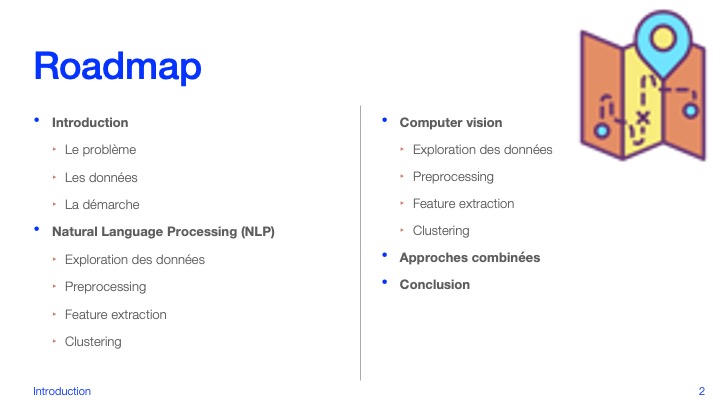 Roadmap
• Introduction
‣ Le problème
‣ Les données
‣ La démarche
• Natural Language Processing (NLP)
‣ Exploration des données
‣ Preprocessing
‣ Feature extraction
‣ Clustering
• Computer vision
‣ Exploration des données
‣ Preprocessing
‣ Feature extraction
‣ Clustering
• Approches combinées
• Conclusion
Introduction
2